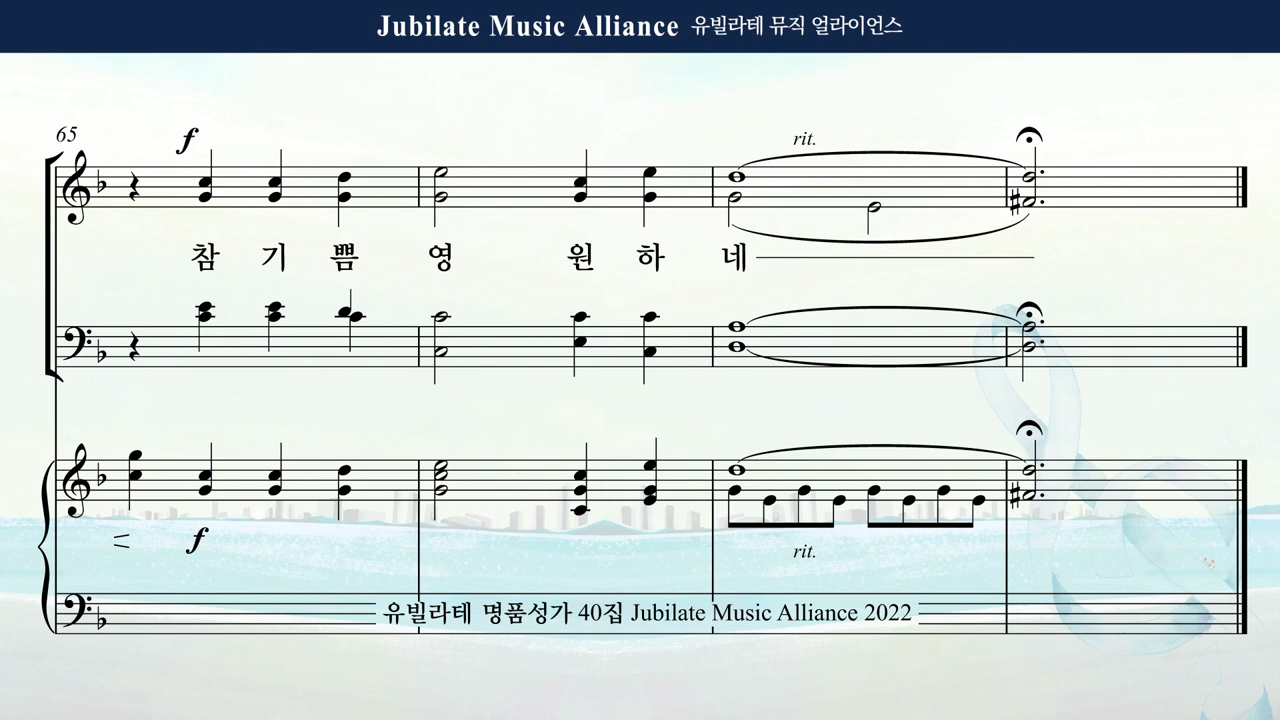 Jubilate Music Alliance 유빌라테 뮤직 얼라이언스
65
f
rit.
참 기 쁨 영 원 하 네
f
rit.
유빌라테 명품성가 40집 Jubilate Music Alliance 2022